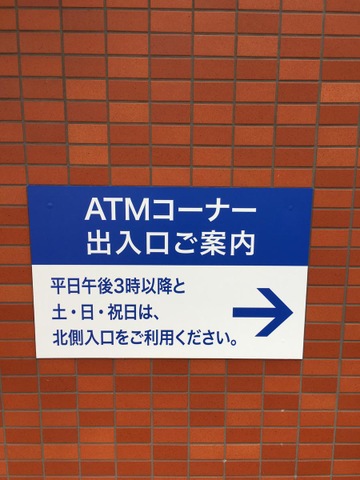 ATMコーナー
出入口ご案内
平日午後3時以降と
土・日・祝日は、
北側入口をご利用ください。